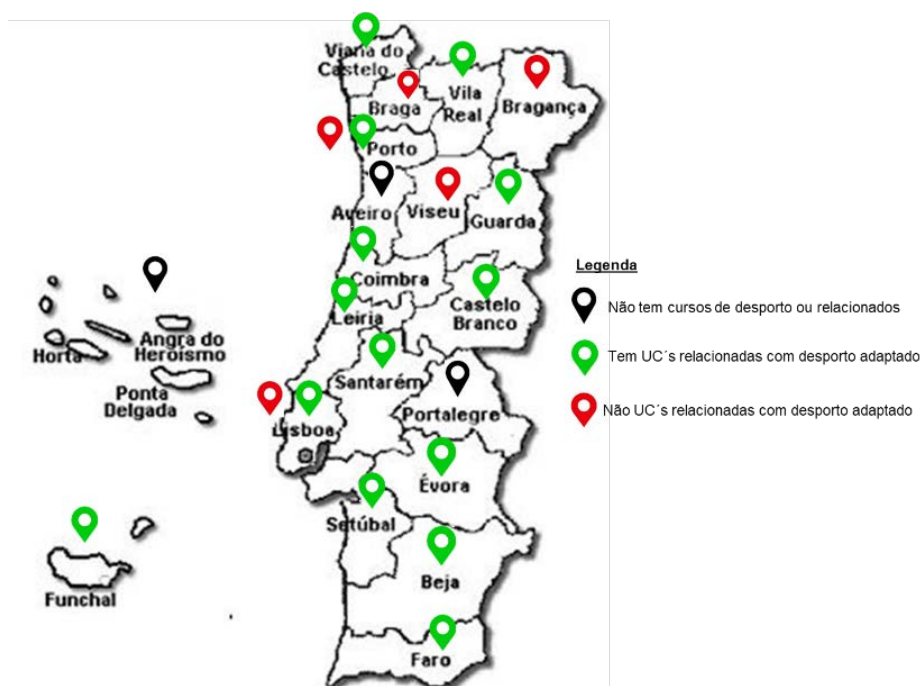 Viana do
Castelo
Braga
Vila
Real
Bragança
Porto
Aveiro
Viseu
Guarda
Coimbra
Leiria
Castelo
Branco
Santarém
Portalegre
Lisboa
Évora
Setúbal
Beja
Faro
Horta
Angra do
Heroísmo
Ponta
Delgada
Funchal
Legenda
Não tem cursos de desporto ou relacionados
Tem UC´s relacionadas com desporto adaptado
Não UC´s relacionadas com desporto adaptado